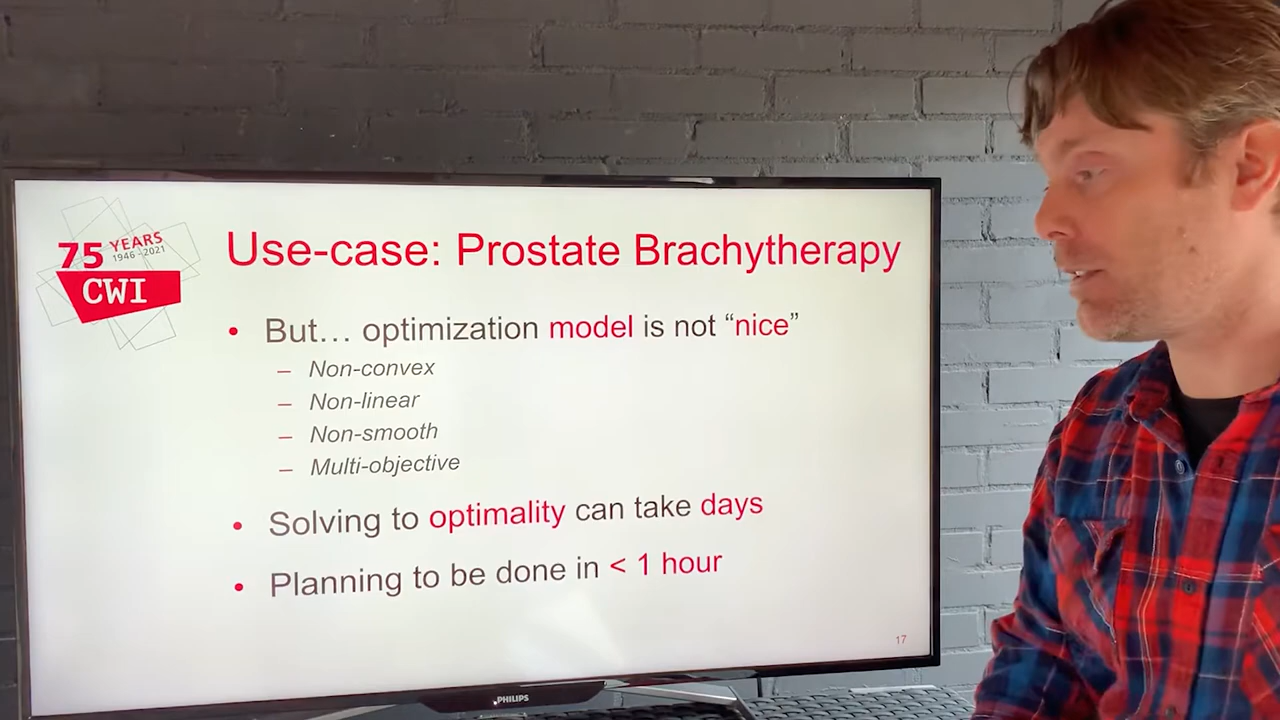 75 YEARS
1946 - 2021
CWI
Use-case: Prostate Brachytherapy
• But… optimization model is not “nice”
– Non-convex
– Non-linear
– Non-smooth
– Multi-objective
• Solving to optimality can take days
• Planning to be done in < 1 hour
17
PHILIPS